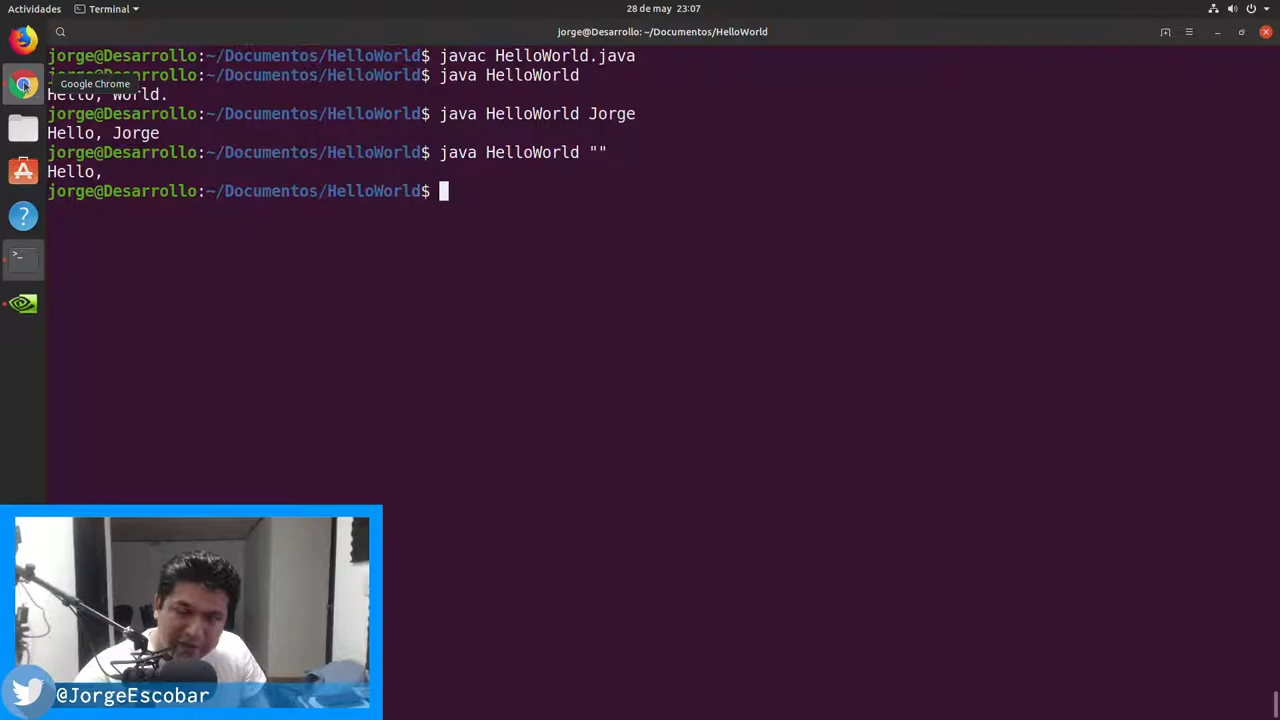 Actividades
Terminal
28 de may 23:07
jorge@Desarrollo: ~/Documentos/HelloWorld
jorge@Desarrollo:~/Documentos/HelloWorld$ javac HelloWorld.java
jorge@Desarrollo:~/Documentos/HelloWorld$ java HelloWorld
Google Chrome
Hello, World.
jorge@Desarrollo:~/Documentos/HelloWorld$ java HelloWorld Jorge
Hello, Jorge
jorge@Desarrollo:~/Documentos/HelloWorld$ java HelloWorld ""
Hello,
jorge@Desarrollo:~/Documentos/HelloWorld$
@JorgeEscobar